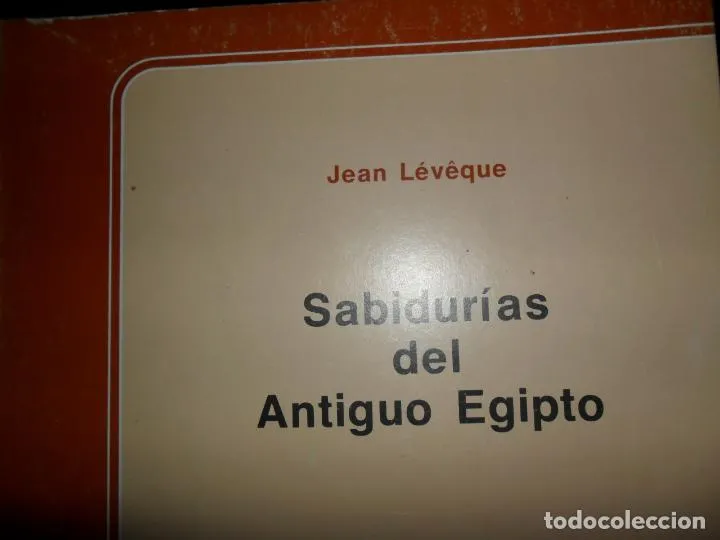 Jean Lévêque
Sabidurías
del
Antiguo Egipto
todocoleccion